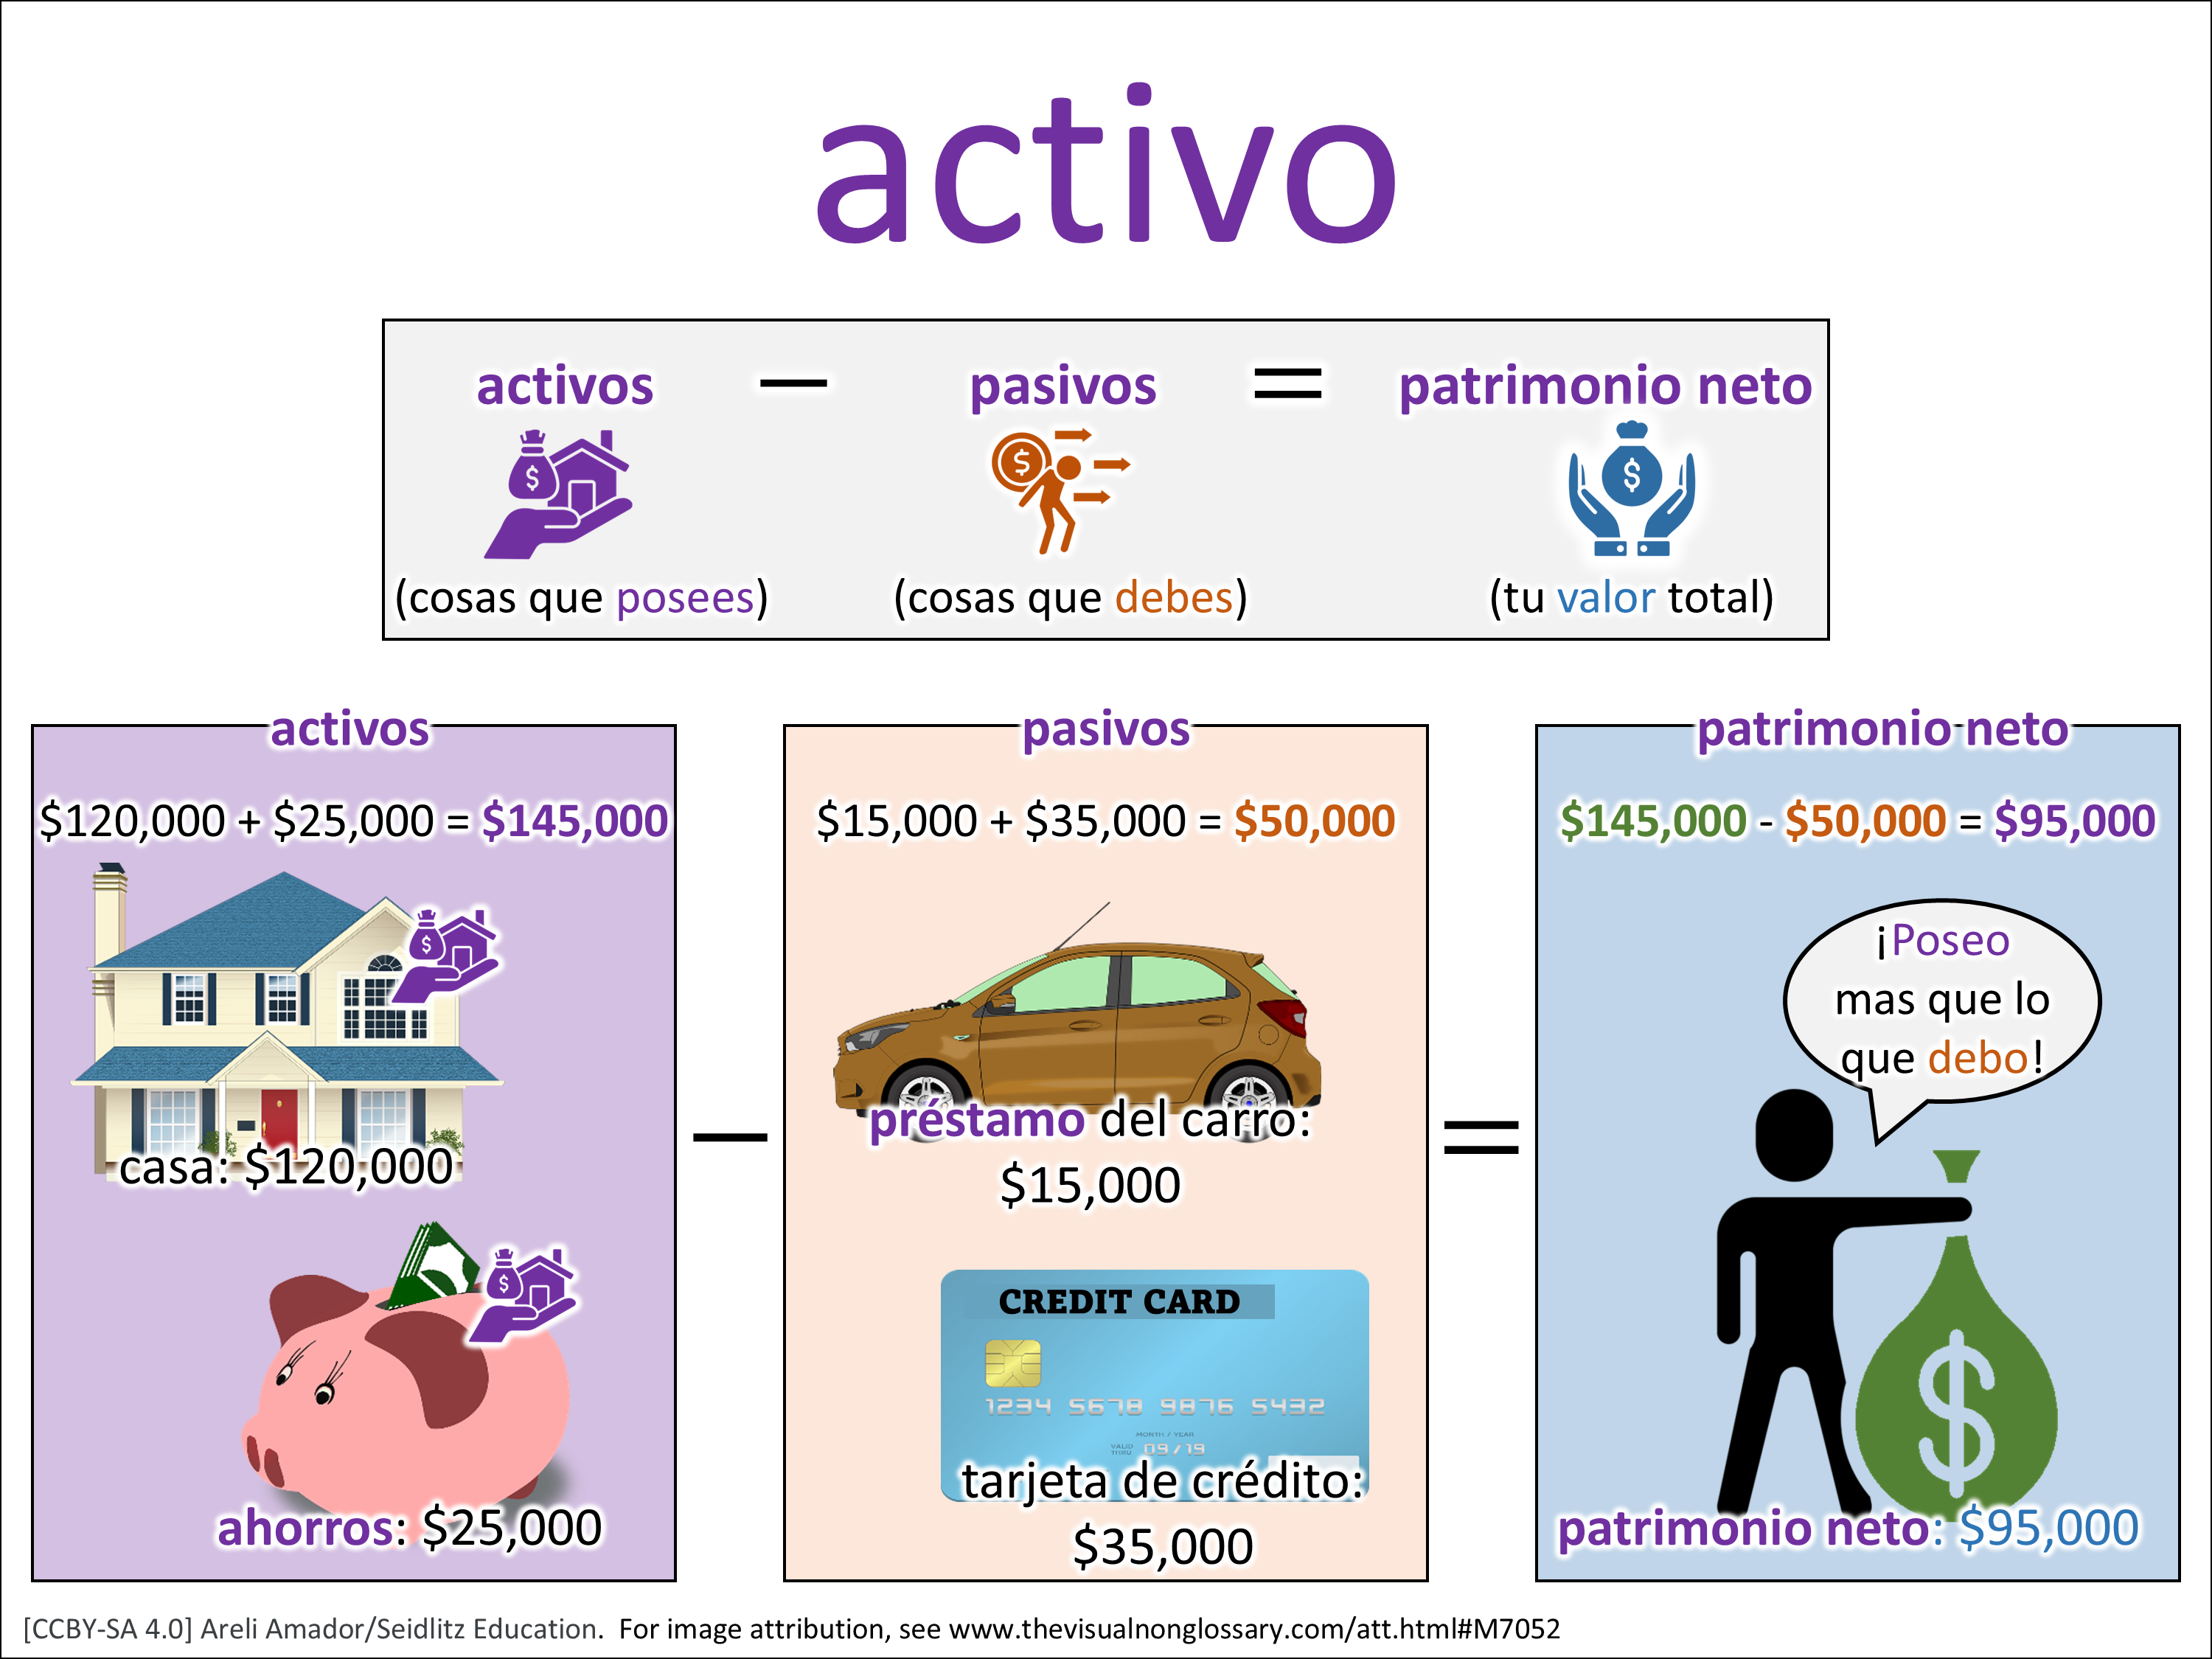 activo
activos — pasivos = patrimonio neto
$ $ $
(cosas que posees) (cosas que debes) (tu valor total)
activos
$120,000 + $25,000 = $145,000
$
casa: $120,000
$
ahorros: $25,000
—
pasivos
$15,000 + $35,000 = $50,000
préstamo del carro:
$15,000
CREDIT CARD
1234 5678 9876 5432
MONTH / YEAR
VALID THRU 09/19
tarjeta de crédito:
$35,000
=
patrimonio neto
$145,000 - $50,000 = $95,000
¡Poseo
mas que lo
que debo!
$
patrimonio neto: $95,000
[CCBY-SA 4.0] Areli Amador/Seidlitz Education. For image attribution, see www.thevisualnonglossary.com/att.html#M7052